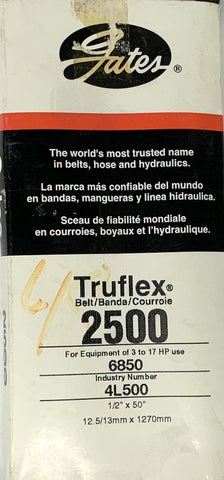 Gates®
The world's most trusted name
in belts, hose and hydraulics.
La marca más confiable del mundo
en bandas, mangueras y linea hidraulica.
Sceau de fiabilité mondiale
en courroies, boyaux et l'hydraulique.
Truflex®
Belt/Banda/Courroie
2500
For Equipment of 3 to 17 HP use
6850
Industry Number
4L500
1/2" x 50"
12.5/13mm x 1270mm